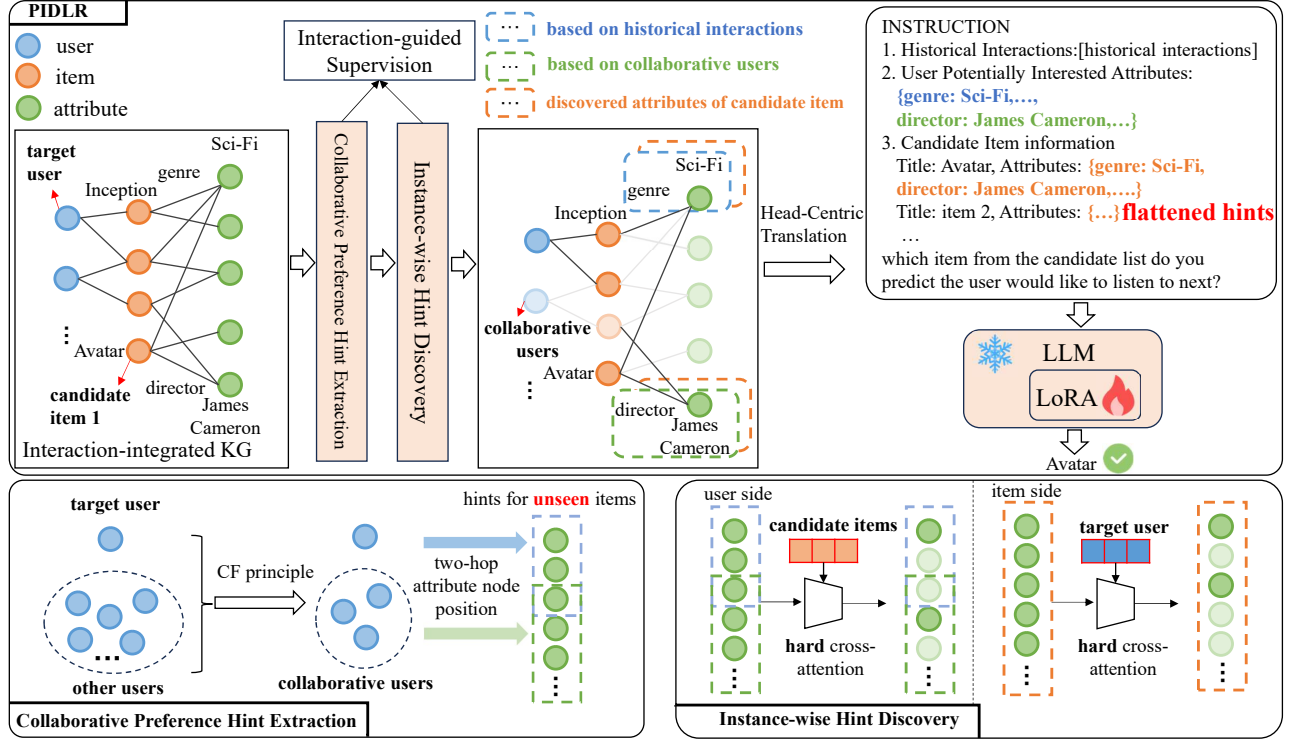 PIDLR
user
item
attribute
Interaction-guided
Supervision
...
based on historical interactions
...
based on collaborative users
...
discovered attributes of candidate item
target
user
Inception
genre
Sci-Fi
...
Avatar
director
candidate
item 1
James
Cameron
Interaction-integrated KG
Collaborative Preference Hint Extraction
Instance-wise Hint Discovery
Sci-Fi
genre
Inception
collaborative
users
...
Avatar
director
James
Cameron
Head-Centric
Translation
INSTRUCTION
1. Historical Interactions:[historical interactions]
2. User Potentially Interested Attributes:
{genre: Sci-Fi,…,
director: James Cameron,…}
3. Candidate Item information
Title: Avatar, Attributes: {genre: Sci-Fi,
director: James Cameron,….}
Title: item 2, Attributes: {…} flattened hints
…
which item from the candidate list do you
predict the user would like to listen to next?
LLM
LoRA
Avatar
target user
other users
...
CF principle
collaborative users
two-hop
attribute node
position
hints for unseen items
...
Collaborative Preference Hint Extraction
user side
candidate items
hard cross-
attention
...
...
item side
target user
hard cross-
attention
...
...
Instance-wise Hint Discovery